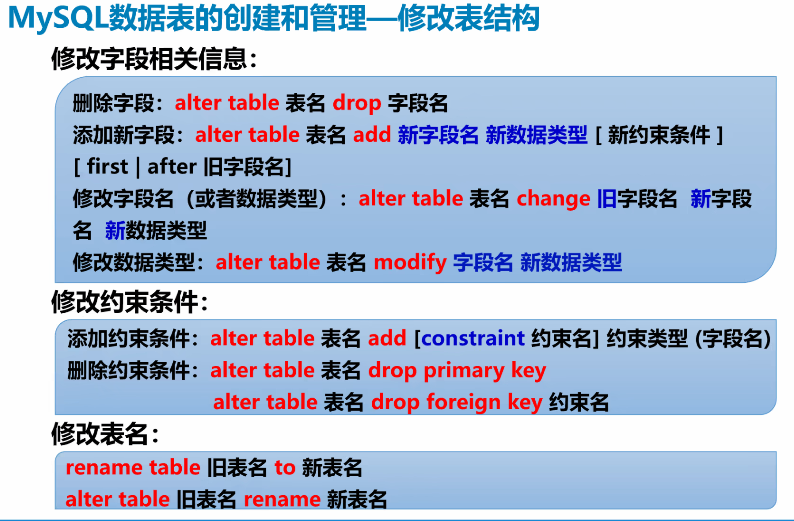 MySQL数据表的创建和管理—修改表结构
修改字段相关信息：
删除字段：alter table 表名 drop 字段名
添加新字段：alter table 表名 add 新字段名 新数据类型 [ 新约束条件 ]
[ first | after 旧字段名]
修改字段名（或者数据类型）：alter table 表名 change 旧字段名 新字段
名 新数据类型
修改数据类型：alter table 表名 modify 字段名 新数据类型
修改约束条件：
添加约束条件：alter table 表名 add [constraint 约束名] 约束类型 (字段名)
删除约束条件：alter table 表名 drop primary key
alter table 表名 drop foreign key 约束名
修改表名：
rename table 旧表名 to 新表名
alter table 旧表名 rename 新表名